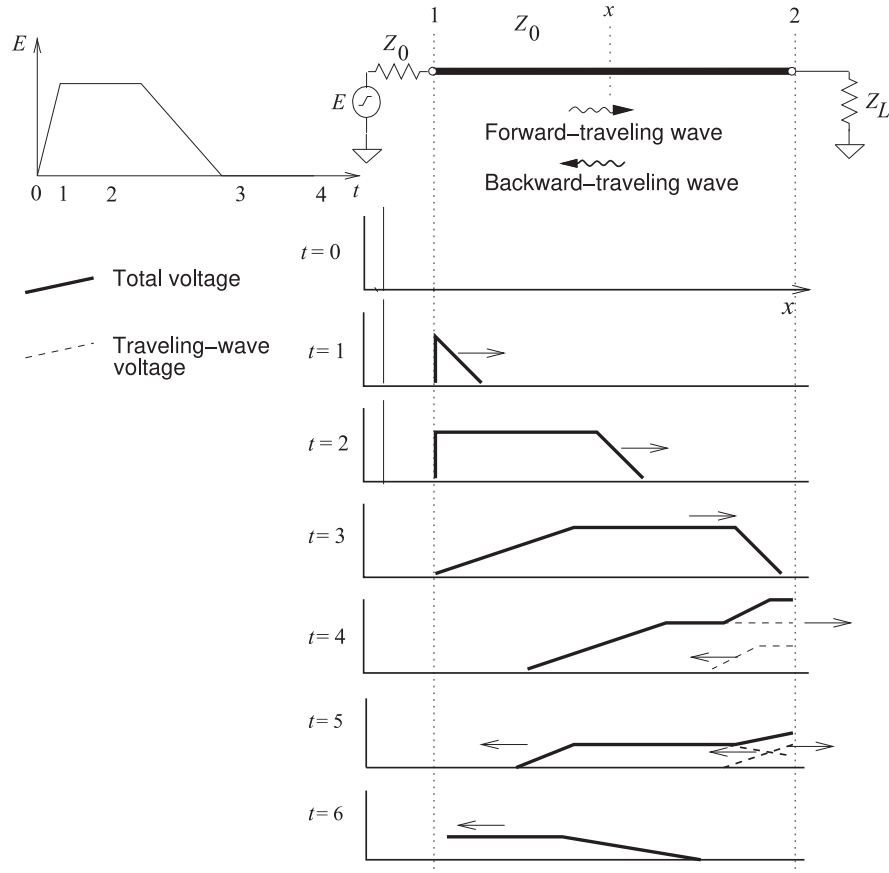 1
x
2
Z0
E
Z0
E
ZL
Forward–traveling wave
Backward–traveling wave
0 1 2 3 4 t
t = 0
Total voltage
x
Traveling–wave
voltage
t = 1
t = 2
t = 3
t = 4
t = 5
t = 6